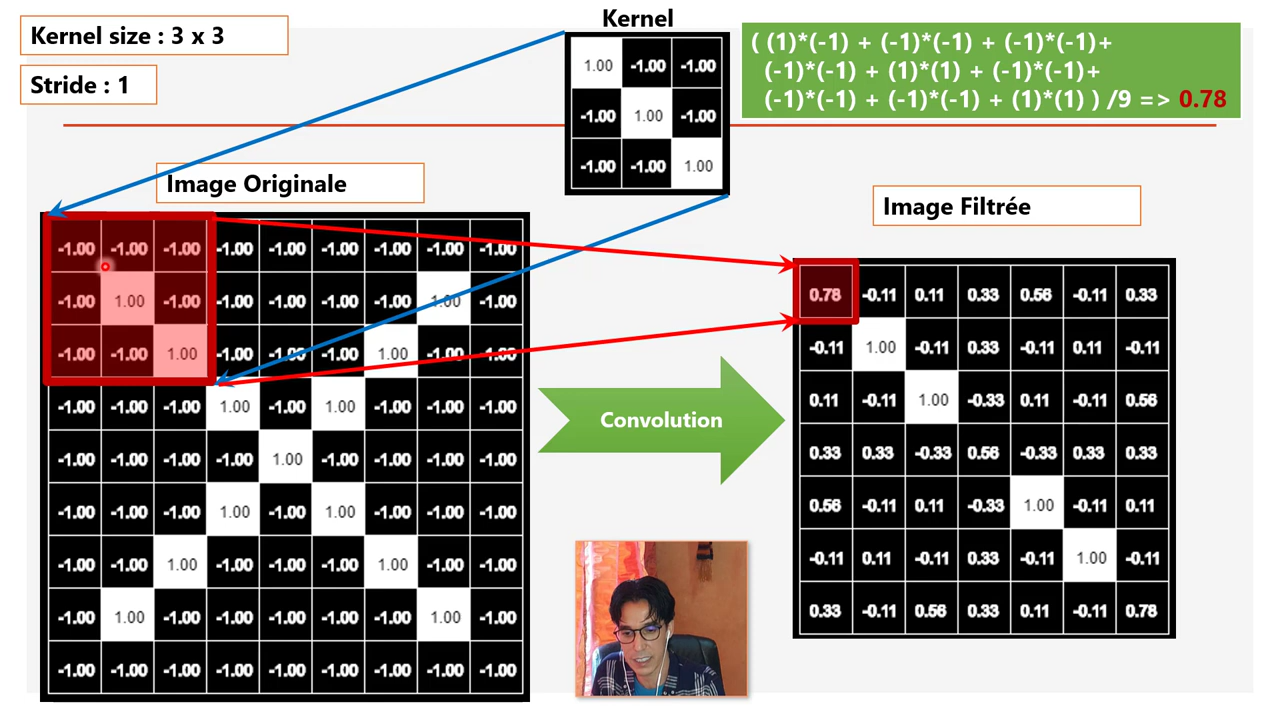 Kernel size : 3 x 3
Stride : 1
Kernel
1.00 -1.00 -1.00
-1.00 1.00 -1.00
-1.00 -1.00 1.00
( (1)*(-1) + (-1)*(-1) + (-1)*(-1)+
(-1)*(-1) + (1)*(1) + (-1)*(-1)+
(-1)*(-1) + (-1)*(-1) + (1)*(1) ) /9 => 0.78
Image Originale
-1.00 -1.00 -1.00 -1.00 -1.00 -1.00 -1.00 -1.00 -1.00
-1.00 1.00 -1.00 -1.00 -1.00 -1.00 -1.00 1.00 -1.00
-1.00 -1.00 1.00 -1.00 -1.00 -1.00 1.00 -1.00 -1.00
-1.00 -1.00 -1.00 1.00 -1.00 1.00 -1.00 -1.00 -1.00
-1.00 -1.00 -1.00 -1.00 1.00 -1.00 -1.00 -1.00 -1.00
-1.00 -1.00 -1.00 1.00 -1.00 1.00 -1.00 -1.00 -1.00
-1.00 -1.00 1.00 -1.00 -1.00 -1.00 1.00 -1.00 -1.00
-1.00 1.00 -1.00 -1.00 -1.00 -1.00 -1.00 1.00 -1.00
-1.00 -1.00 -1.00 -1.00 -1.00 -1.00 -1.00 -1.00 -1.00
Convolution
Image Filtrée
0.78 -0.11 0.11 0.33 0.56 -0.11 0.33
-0.11 1.00 -0.11 0.33 -0.11 0.11 -0.11
0.11 -0.11 1.00 -0.33 0.11 -0.11 0.56
0.33 0.33 -0.33 0.56 -0.33 0.33 0.33
0.56 -0.11 0.11 -0.33 1.00 -0.11 0.11
-0.11 0.11 -0.11 0.33 -0.11 1.00 -0.11
0.33 -0.11 0.56 0.33 0.11 -0.11 0.78